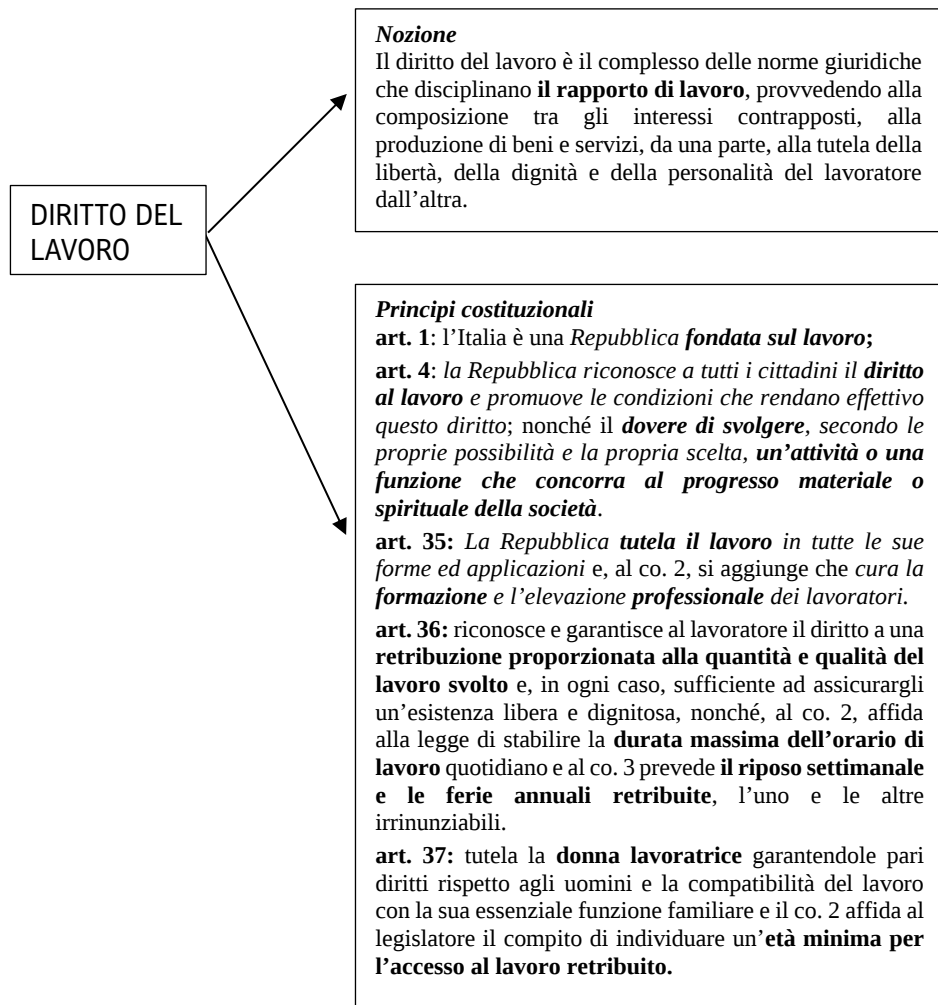 Nozione
Il diritto del lavoro è il complesso delle norme giuridiche
che disciplinano il rapporto di lavoro, provvedendo alla
composizione tra gli interessi contrapposti, alla
produzione di beni e servizi, da una parte, alla tutela della
libertà, della dignità e della personalità del lavoratore
dall’altra.
DIRITTO DEL
LAVORO
Principi costituzionali
art. 1: l’Italia è una Repubblica fondata sul lavoro;
art. 4: la Repubblica riconosce a tutti i cittadini il diritto
al lavoro e promuove le condizioni che rendano effettivo
questo diritto; nonché il dovere di svolgere, secondo le
proprie possibilità e la propria scelta, un’attività o una
funzione che concorra al progresso materiale o
spirituale della società.
art. 35: La Repubblica tutela il lavoro in tutte le sue
forme ed applicazioni e, al co. 2, si aggiunge che cura la
formazione e l’elevazione professionale dei lavoratori.
art. 36: riconosce e garantisce al lavoratore il diritto a una
retribuzione proporzionata alla quantità e qualità del
lavoro svolto e, in ogni caso, sufficiente ad assicurargli
un’esistenza libera e dignitosa, nonché, al co. 2, affida
alla legge di stabilire la durata massima dell’orario di
lavoro quotidiano e al co. 3 prevede il riposo settimanale
e le ferie annuali retribuite, l’uno e le altre
irrinunziabili.
art. 37: tutela la donna lavoratrice garantendole pari
diritti rispetto agli uomini e la compatibilità del lavoro
con la sua essenziale funzione familiare e il co. 2 affida al
legislatore il compito di individuare un’età minima per
l’accesso al lavoro retribuito.